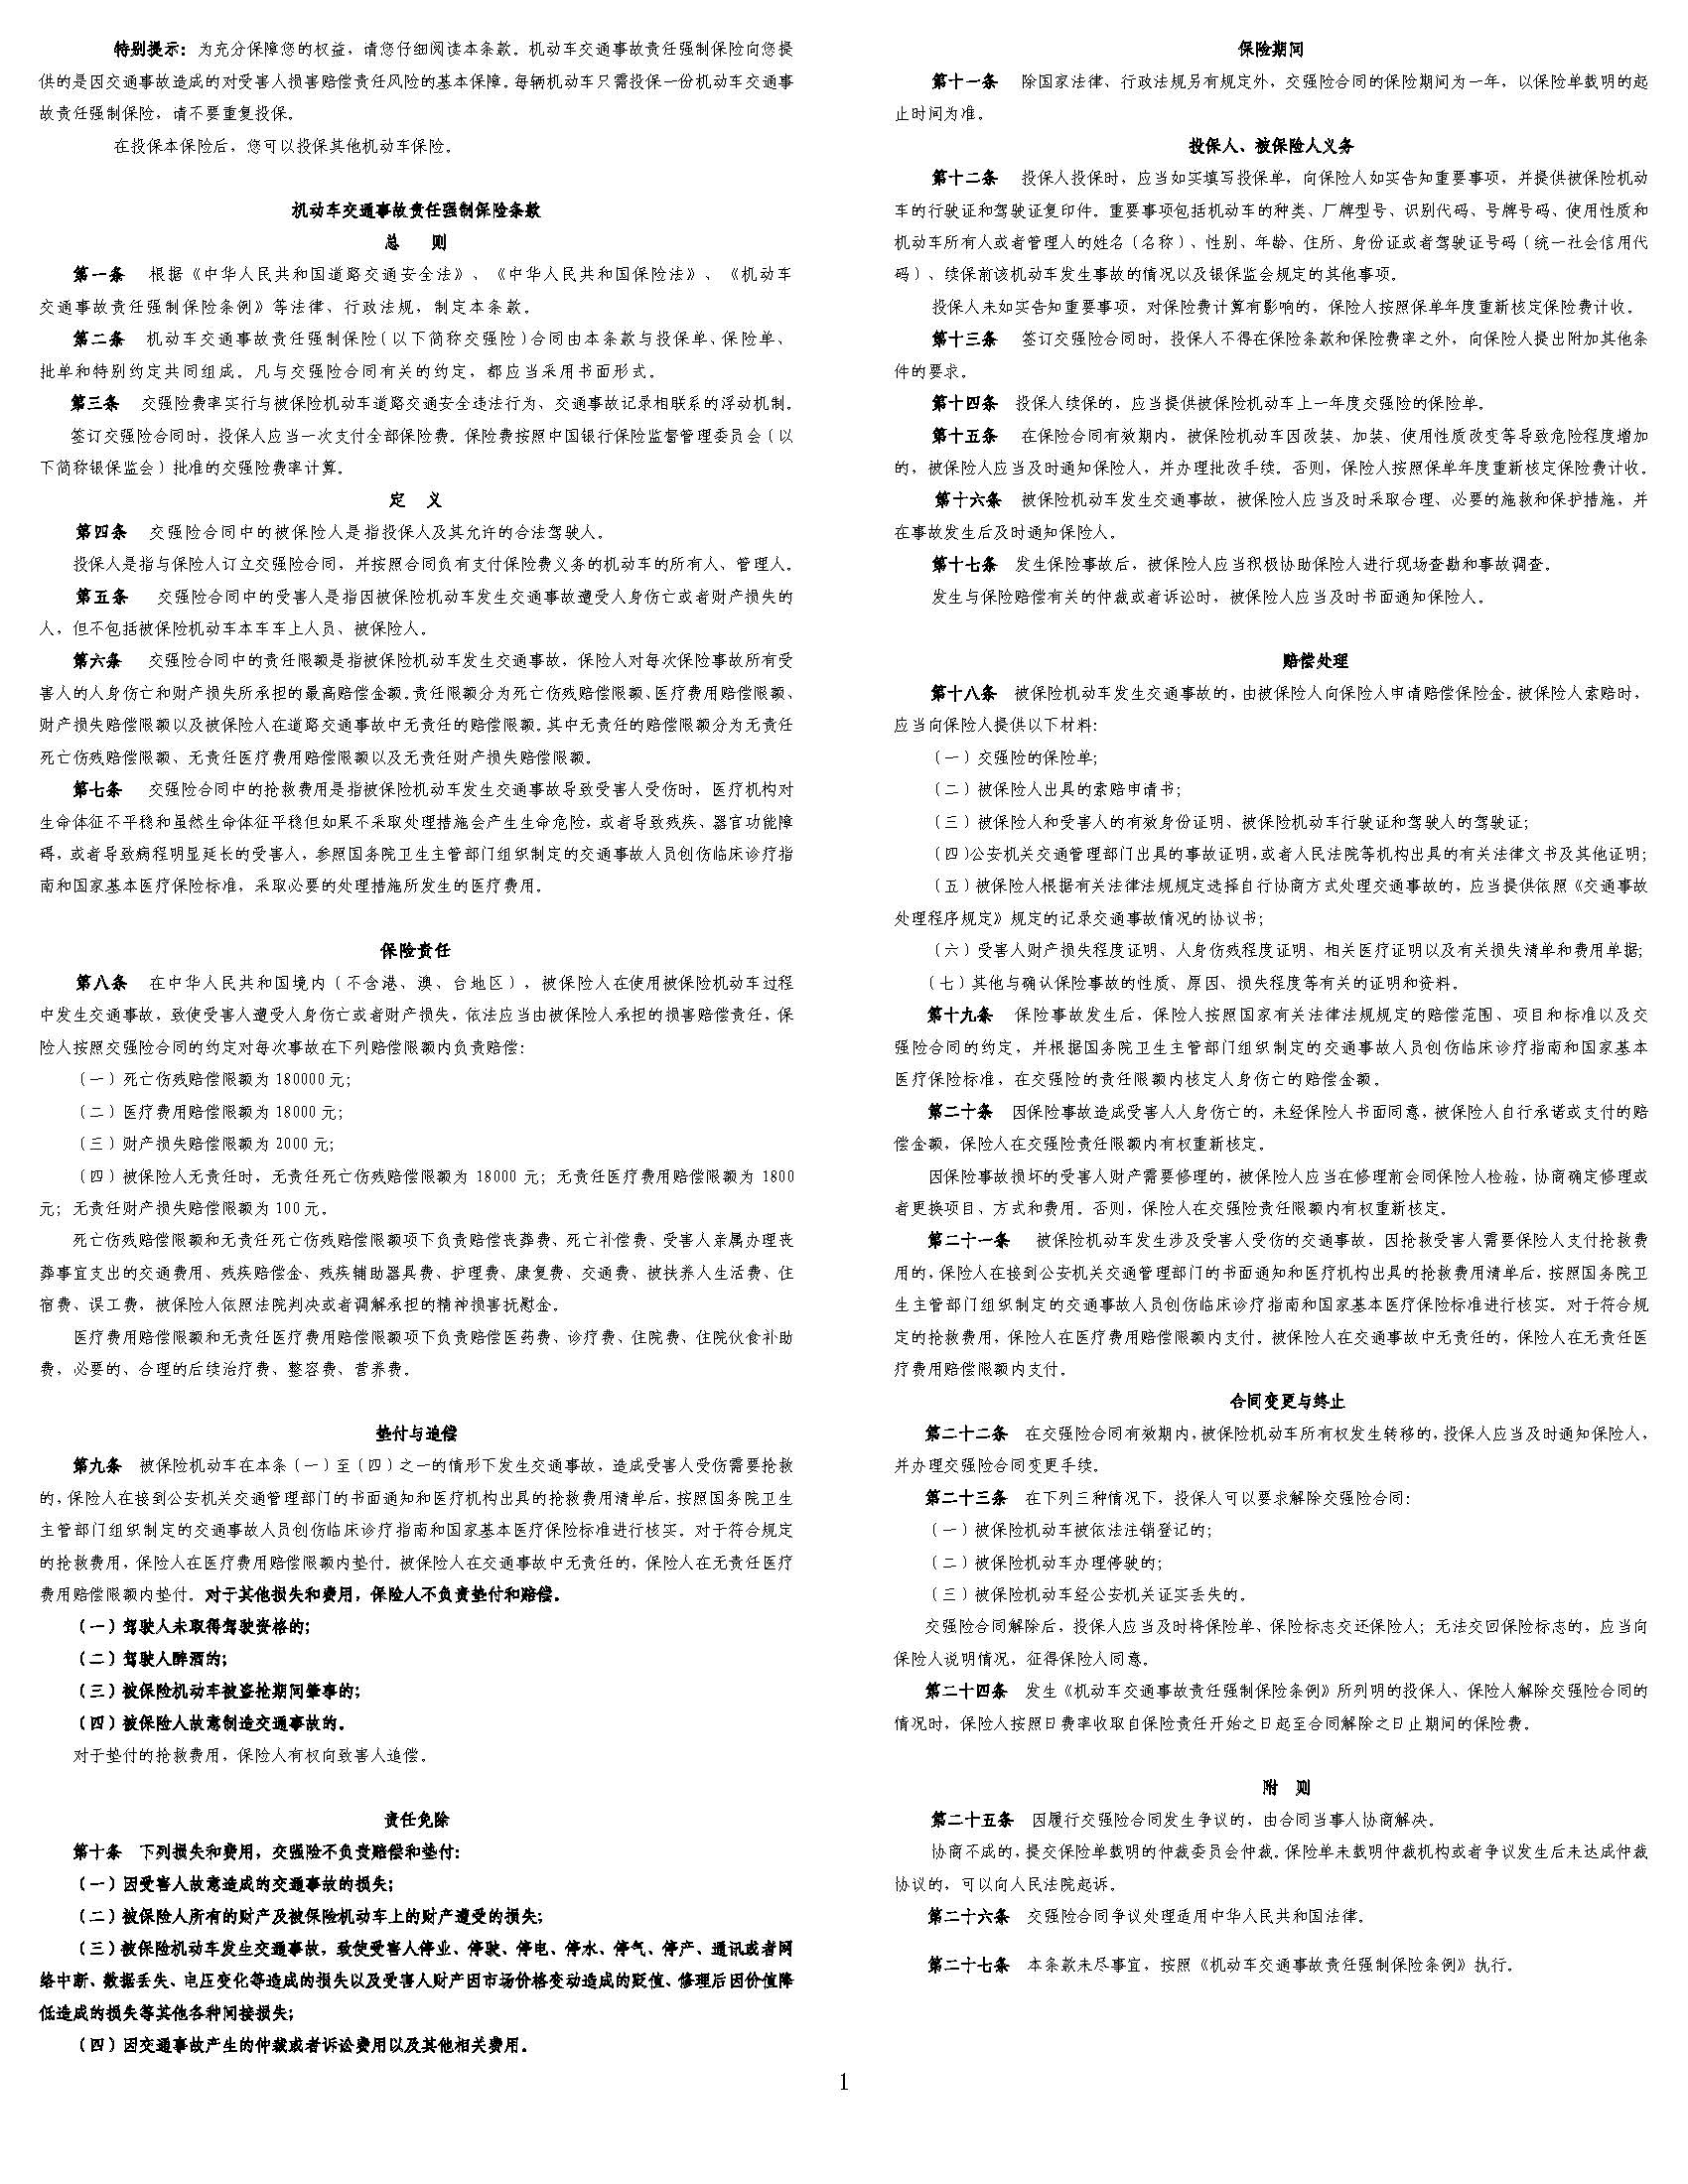 特别提示：为充分保障您的权益，请您仔细阅读本条款。机动车交通事故责任强制保险向您提
供的是因交通事故造成的对受害人损害赔偿责任风险的基本保障。每辆机动车只需投保一份机动车交通事
故责任强制保险，请不要重复投保。
在投保本保险后，您可以投保其他机动车保险。
机动车交通事故责任强制保险条款
总 则
第一条 根据《中华人民共和国道路交通安全法》、《中华人民共和国保险法》、《机动车
交通事故责任强制保险条例》等法律、行政法规，制定本条款。
第二条 机动车交通事故责任强制保险（以下简称交强险）合同由本条款与投保单、保险单、
批单和特别约定共同组成。凡与交强险合同有关的约定，都应当采用书面形式。
第三条 交强险费率实行与被保险机动车道路交通安全违法行为、交通事故记录相联系的浮动机制。
签订交强险合同时，投保人应当一次支付全部保险费。保险费按照中国银行保险监督管理委员会（以
下简称银保监会）批准的交强险费率计算。
定 义
第四条 交强险合同中的被保险人是指投保人及其允许的合法驾驶人。
投保人是指与保险人订立交强险合同，并按照合同负有支付保险费义务的机动车的所有人、管理人。
第五条 交强险合同中的受害人是指因被保险机动车发生交通事故遭受人身伤亡或者财产损失的
人，但不包括被保险机动车本车车上人员、被保险人。
第六条 交强险合同中的责任限额是指被保险机动车发生交通事故，保险人对每次保险事故所有受
害人的人身伤亡和财产损失所承担的最高赔偿金额。责任限额分为死亡伤残赔偿限额、医疗费用赔偿限额、
财产损失赔偿限额以及被保险人在道路交通事故中无责任的赔偿限额。其中无责任的赔偿限额分为无责任
死亡伤残赔偿限额、无责任医疗费用赔偿限额以及无责任财产损失赔偿限额。
第七条 交强险合同中的抢救费用是指被保险机动车发生交通事故导致受害人受伤时，医疗机构对
生命体征不平稳和虽然生命体征平稳但如果不采取处理措施会产生生命危险，或者导致残疾、器官功能障
碍，或者导致病程明显延长的受害人，参照国务院卫生主管部门组织制定的交通事故人员创伤临床诊疗指
南和国家基本医疗保险标准，采取必要的处理措施所发生的医疗费用。
保险责任
第八条 在中华人民共和国境内（不含港、澳、台地区），被保险人在使用被保险机动车过程
中发生交通事故，致使受害人遭受人身伤亡或者财产损失，依法应当由被保险人承担的损害赔偿责任，保
险人按照交强险合同的约定对每次事故在下列赔偿限额内负责赔偿：
（一）死亡伤残赔偿限额为 180000 元；
（二）医疗费用赔偿限额为 18000 元；
（三）财产损失赔偿限额为 2000 元；
（四）被保险人无责任时，无责任死亡伤残赔偿限额为 18000 元；无责任医疗费用赔偿限额为 1800
元；无责任财产损失赔偿限额为 100 元。
死亡伤残赔偿限额和无责任死亡伤残赔偿限额项下负责赔偿丧葬费、死亡补偿费、受害人亲属办理丧
葬事宜支出的交通费用、残疾赔偿金、残疾辅助器具费、护理费、康复费、交通费、被扶养人生活费、住
宿费、误工费，被保险人依照法院判决或者调解承担的精神损害抚慰金。
医疗费用赔偿限额和无责任医疗费用赔偿限额项下负责赔偿医药费、诊疗费、住院费、住院伙食补助
费，必要的、合理的后续治疗费、整容费、营养费。
垫付与追偿
第九条 被保险机动车在本条（一）至（四）之一的情形下发生交通事故，造成受害人受伤需要抢救
的，保险人在接到公安机关交通管理部门的书面通知和医疗机构出具的抢救费用清单后，按照国务院卫生
主管部门组织制定的交通事故人员创伤临床诊疗指南和国家基本医疗保险标准进行核实。对于符合规定
的抢救费用，保险人在医疗费用赔偿限额内垫付。被保险人在交通事故中无责任的，保险人在无责任医疗
费用赔偿限额内垫付。对于其他损失和费用，保险人不负责垫付和赔偿。
（一）驾驶人未取得驾驶资格的；
（二）驾驶人醉酒的；
（三）被保险机动车被盗抢期间肇事的；
（四）被保险人故意制造交通事故的。
对于垫付的抢救费用，保险人有权向致害人追偿。
责任免除
第十条 下列损失和费用，交强险不负责赔偿和垫付：
（一）因受害人故意造成的交通事故的损失；
（二）被保险人所有的财产及被保险机动车上的财产遭受的损失；
（三）被保险机动车发生交通事故，致使受害人停业、停驶、停电、停水、停气、停产、通讯或者网
络中断、数据丢失、电压变化等造成的损失以及受害人财产因市场价格变动造成的贬值、修理后因价值降
低造成的损失等其他各种间接损失；
（四）因交通事故产生的仲裁或者诉讼费用以及其他相关费用。
保险期间
第十一条 除国家法律、行政法规另有规定外，交强险合同的保险期间为一年，以保险单载明的起
止时间为准。
投保人、被保险人义务
第十二条 投保人投保时，应当如实填写投保单，向保险人如实告知重要事项，并提供被保险机动
车的行驶证和驾驶证复印件。重要事项包括机动车的种类、厂牌型号、识别代码、号牌号码、使用性质和
机动车所有人或者管理人的姓名（名称）、性别、年龄、住所、身份证或者驾驶证号码（统一社会信用代
码）、续保前该机动车发生事故的情况以及银保监会规定的其他事项。
投保人未如实告知重要事项，对保险费计算有影响的，保险人按照保单年度重新核定保险费计收。
第十三条 签订交强险合同时，投保人不得在保险条款和保险费率之外，向保险人提出附加其他条
件的要求。
第十四条 投保人续保的，应当提供被保险机动车上一年度交强险的保险单。
第十五条 在保险合同有效期内，被保险机动车因改装、加装、使用性质改变等导致危险程度增加
的，被保险人应当及时通知保险人，并办理批改手续。否则，保险人按照保单年度重新核定保险费计收。
第十六条 被保险机动车发生交通事故，被保险人应当及时采取合理、必要的施救和保护措施，并
在事故发生后及时通知保险人。
第十七条 发生保险事故后，被保险人应当积极协助保险人进行现场查勘和事故调查。
发生与保险赔偿有关的仲裁或者诉讼时，被保险人应当及时书面通知保险人。
赔偿处理
第十八条 被保险机动车发生交通事故的，由被保险人向保险人申请赔偿保险金。被保险人索赔时，
应当向保险人提供以下材料：
（一）交强险的保险单；
（二）被保险人出具的索赔申请书；
（三）被保险人和受害人的有效身份证明、被保险机动车行驶证和驾驶人的驾驶证；
（四）公安机关交通管理部门出具的事故证明，或者人民法院等机构出具的有关法律文书及其他证明；
（五）被保险人根据有关法律法规规定选择自行协商方式处理交通事故的，应当提供依照《交通事故
处理程序规定》规定的记录交通事故情况的协议书；
（六）受害人财产损失程度证明、人身伤残程度证明、相关医疗证明以及有关损失清单和费用单据；
（七）其他与确认保险事故的性质、原因、损失程度等有关的证明和资料。
第十九条 保险事故发生后，保险人按照国家有关法律法规规定的赔偿范围、项目和标准以及交
强险合同的约定，并根据国务院卫生主管部门组织制定的交通事故人员创伤临床诊疗指南和国家基本
医疗保险标准，在交强险的责任限额内核定人身伤亡的赔偿金额。
第二十条 因保险事故造成受害人人身伤亡的，未经保险人书面同意，被保险人自行承诺或支付的赔
偿金额，保险人在交强险责任限额内有权重新核定。
因保险事故损坏的受害人财产需要修理的，被保险人应当在修理前会同保险人检验，协商确定修理或
者更换项目、方式和费用。否则，保险人在交强险责任限额内有权重新核定。
第二十一条 被保险机动车发生涉及受害人受伤的交通事故，因抢救受害人需要保险人支付抢救费
用的，保险人在接到公安机关交通管理部门的书面通知和医疗机构出具的抢救费用清单后，按照国务院卫
生主管部门组织制定的交通事故人员创伤临床诊疗指南和国家基本医疗保险标准进行核实。对于符合规
定的抢救费用，保险人在医疗费用赔偿限额内支付。被保险人在交通事故中无责任的，保险人在无责任医
疗费用赔偿限额内支付。
合同变更与终止
第二十二条 在交强险合同有效期内，被保险机动车所有权发生转移的，投保人应当及时通知保险人，
并办理交强险合同变更手续。
第二十三条 在下列三种情况下，投保人可以要求解除交强险合同：
（一）被保险机动车被依法注销登记的；
（二）被保险机动车办理停驶的；
（三）被保险机动车经公安机关证实丢失的。
交强险合同解除后，投保人应当及时将保险单、保险标志交还保险人；无法交回保险标志的，应当向
保险人说明情况，征得保险人同意。
第二十四条 发生《机动车交通事故责任强制保险条例》所列明的投保人、保险人解除交强险合同的
情况时，保险人按照日费率收取自保险责任开始之日起至合同解除之日止期间的保险费。
附 则
第二十五条 因履行交强险合同发生争议的，由合同当事人协商解决。
协商不成的，提交保险单载明的仲裁委员会仲裁。保险单未载明仲裁机构或者争议发生后未达成仲裁
协议的，可以向人民法院起诉。
第二十六条 交强险合同争议处理适用中华人民共和国法律。
第二十七条 本条款未尽事宜，按照《机动车交通事故责任强制保险条例》执行。
1